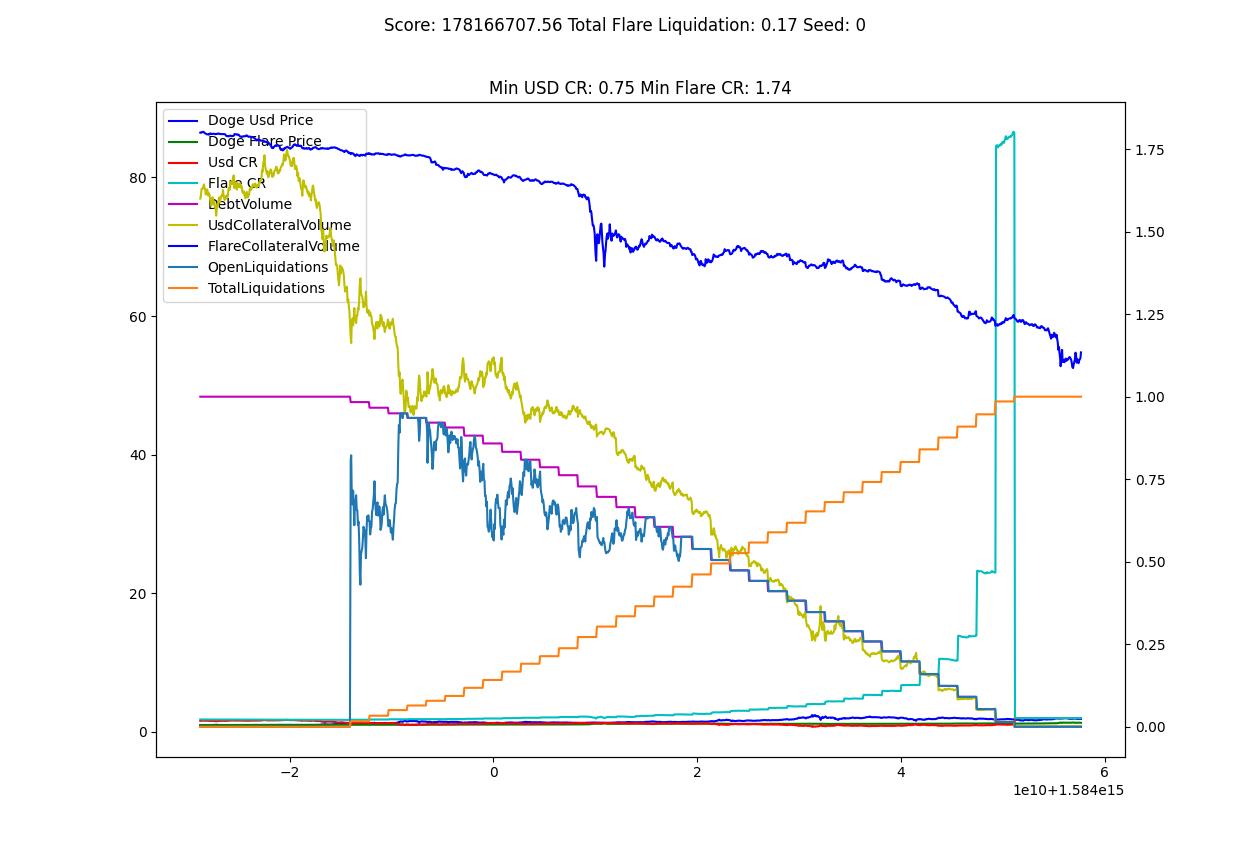 Score: 178166707.56 Total Flare Liquidation: 0.17 Seed: 0
Min USD CR: 0.75 Min Flare CR: 1.74
Doge Usd Price
Doge Flare Price
Usd CR
Flare CR
DebtVolume
UsdCollateralVolume
FlareCollateralVolume
OpenLiquidations
TotalLiquidations
80
60
40
20
0
1.75
1.50
1.25
1.00
0.75
0.50
0.25
0.00
−2 0 2 4 6
1e10+1.584e15